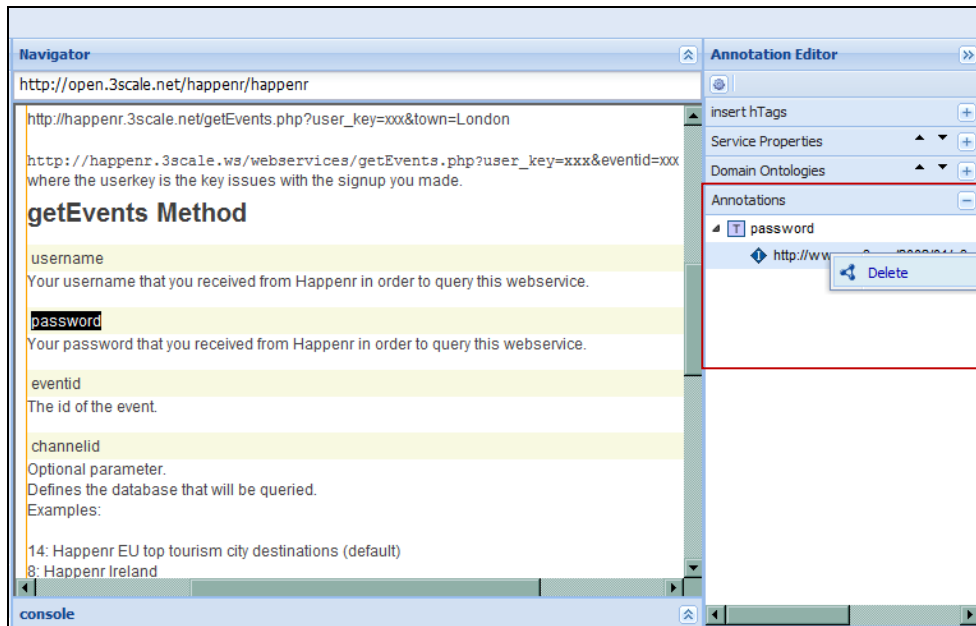 Navigator
http://open.3scale.net/happenr/happenr
http://happenr.3scale.net/getEvents.php?user_key=xxx&town=London
http://happenr.3scale.ws/webservices/getEvents.php?user_key=xxx&eventid=xxx
where the userkey is the key issues with the signup you made.
getEvents Method
username
Your username that you received from Happenr in order to query this webservice.
password
Your password that you received from Happenr in order to query this webservice.
eventid
The id of the event.
channelid
Optional parameter.
Defines the database that will be queried.
Examples:
14: Happenr EU top tourism city destinations (default)
8: Happenr Ireland
console
Annotation Editor
insert hTags
Service Properties
Domain Ontologies
Annotations
T password
I
Delete